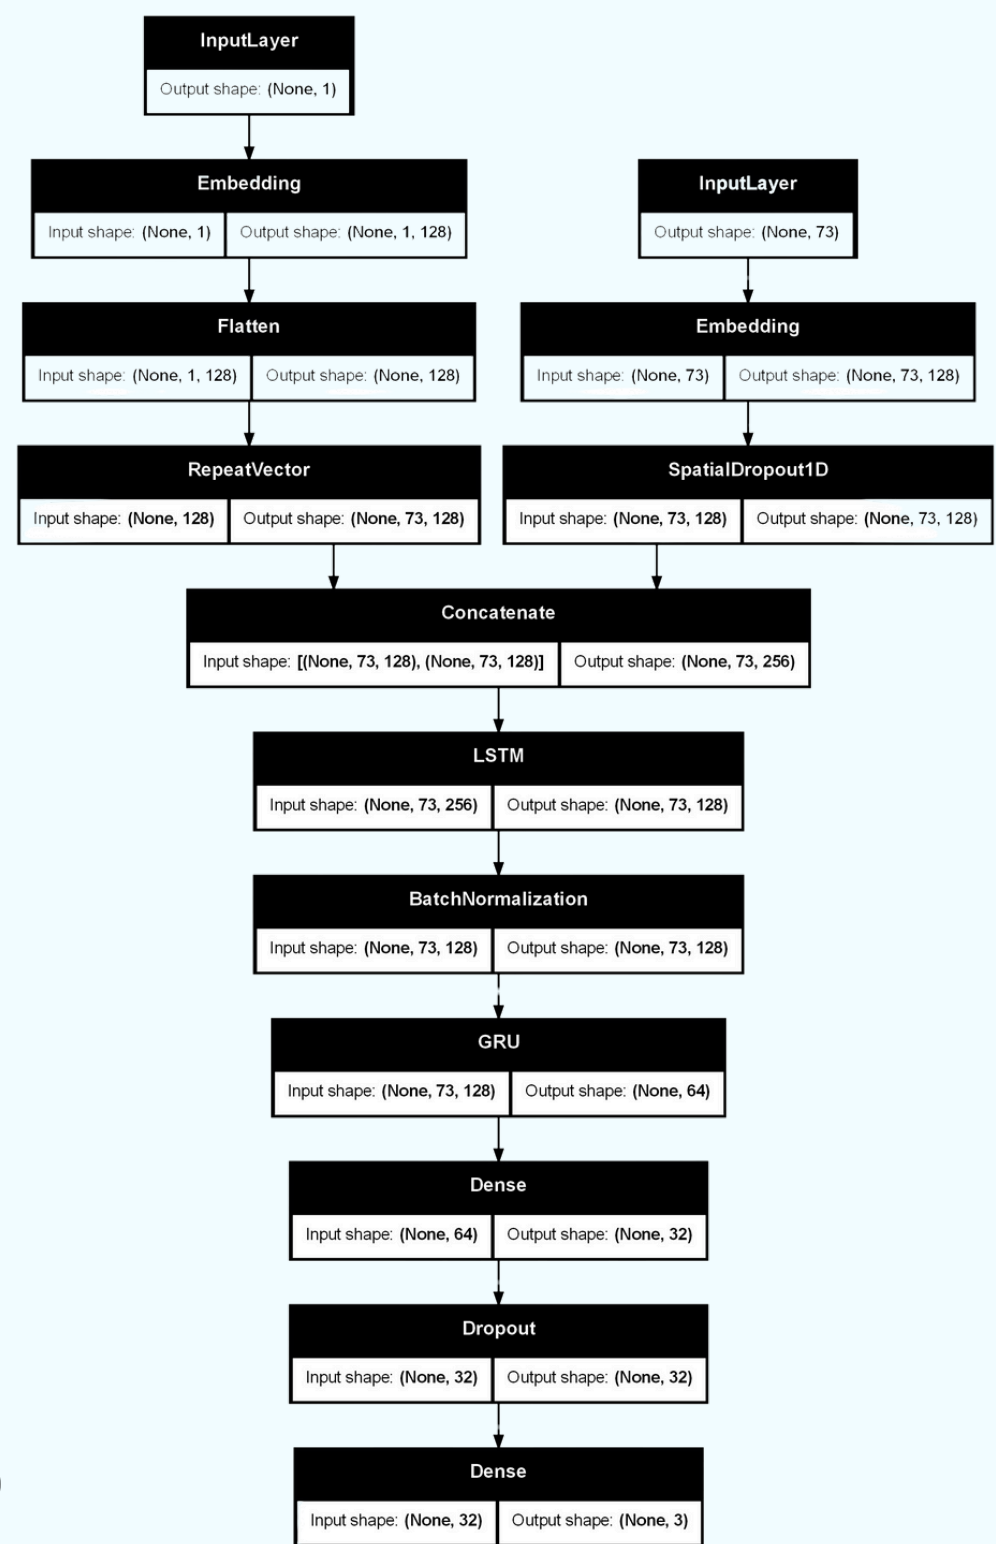 InputLayer
Output shape: (None, 1)
Embedding
Input shape: (None, 1) Output shape: (None, 1, 128)
InputLayer
Output shape: (None, 73)
Flatten
Input shape: (None, 1, 128) Output shape: (None, 128)
Embedding
Input shape: (None, 73) Output shape: (None, 73, 128)
RepeatVector
Input shape: (None, 128) Output shape: (None, 73, 128)
SpatialDropout1D
Input shape: (None, 73, 128) Output shape: (None, 73, 128)
Concatenate
Input shape: [(None, 73, 128), (None, 73, 128)] Output shape: (None, 73, 256)
LSTM
Input shape: (None, 73, 256) Output shape: (None, 73, 128)
BatchNormalization
Input shape: (None, 73, 128) Output shape: (None, 73, 128)
GRU
Input shape: (None, 73, 128) Output shape: (None, 64)
Dense
Input shape: (None, 64) Output shape: (None, 32)
Dropout
Input shape: (None, 32) Output shape: (None, 32)
Dense
Input shape: (None, 32) Output shape: (None, 3)